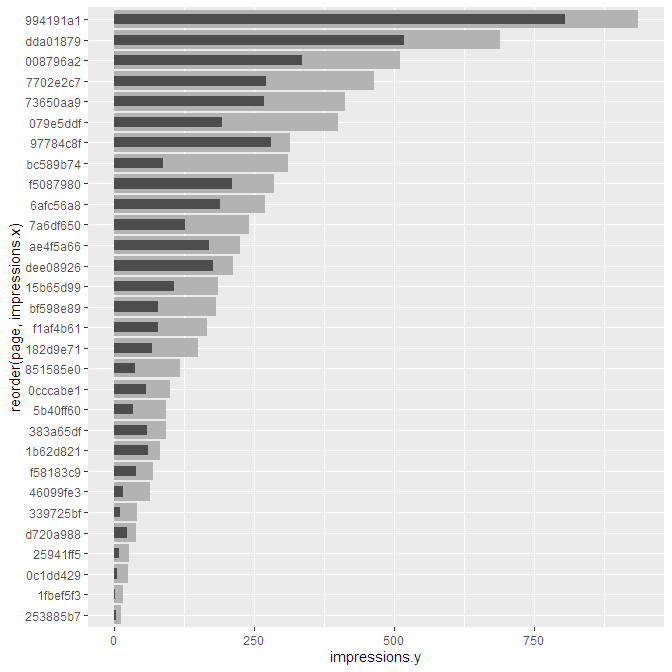 reorder(page, impressions.x)
994191a1
dda01879
008796a2
7702e2c7
73650aa9
079e5ddf
97784c8f
bc589b74
f5087980
6afc56a8
7a6df650
ae4f5a66
dee08926
15b65d99
bf598e89
f1af4b61
182d9e71
851585e0
0cccabe1
5b40ff60
383a65df
1b62d821
f58183c9
46099fe3
339725bf
d720a988
25941ff5
0c1dd429
1fbef5f3
253885b7
0 250 500 750
impressions.y